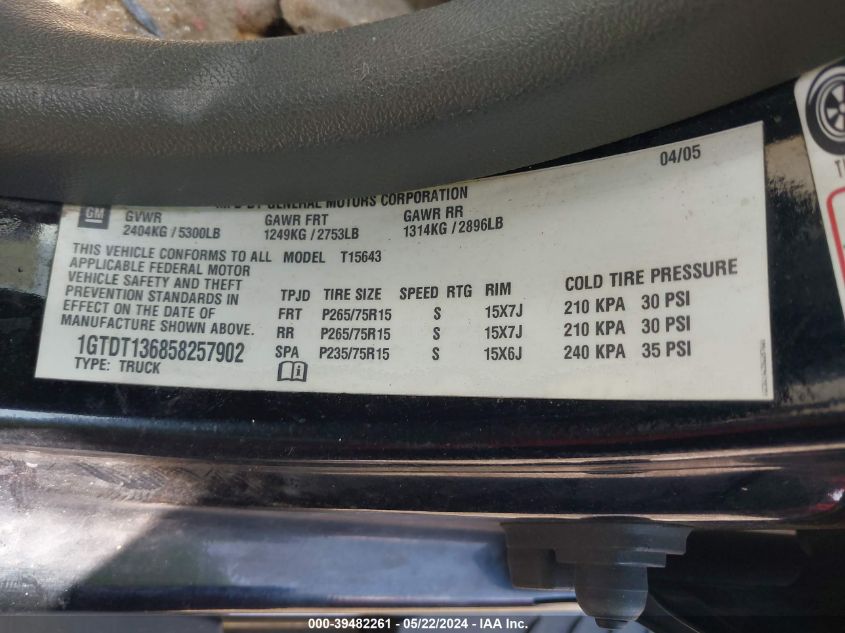 04/05
MFD BY GENERAL MOTORS CORPORATION
GM
GVWR GAWR FRT GAWR RR
2404KG / 5300LB 1249KG / 2753LB 1314KG / 2896LB
THIS VEHICLE CONFORMS TO ALL MODEL T15643
APPLICABLE FEDERAL MOTOR
VEHICLE SAFETY AND THEFT
PREVENTION STANDARDS IN
EFFECT ON THE DATE OF
MANUFACTURE SHOWN ABOVE.
1GTDT136858257902
TYPE: TRUCK
TPJD TIRE SIZE SPEED RTG RIM COLD TIRE PRESSURE
FRT P265/75R15 S 15X7J 210 KPA 30 PSI
RR P265/75R15 S 15X7J 210 KPA 30 PSI
SPA P235/75R15 S 15X6J 240 KPA 35 PSI
000-39482261 - 05/22/2024 - IAA Inc.